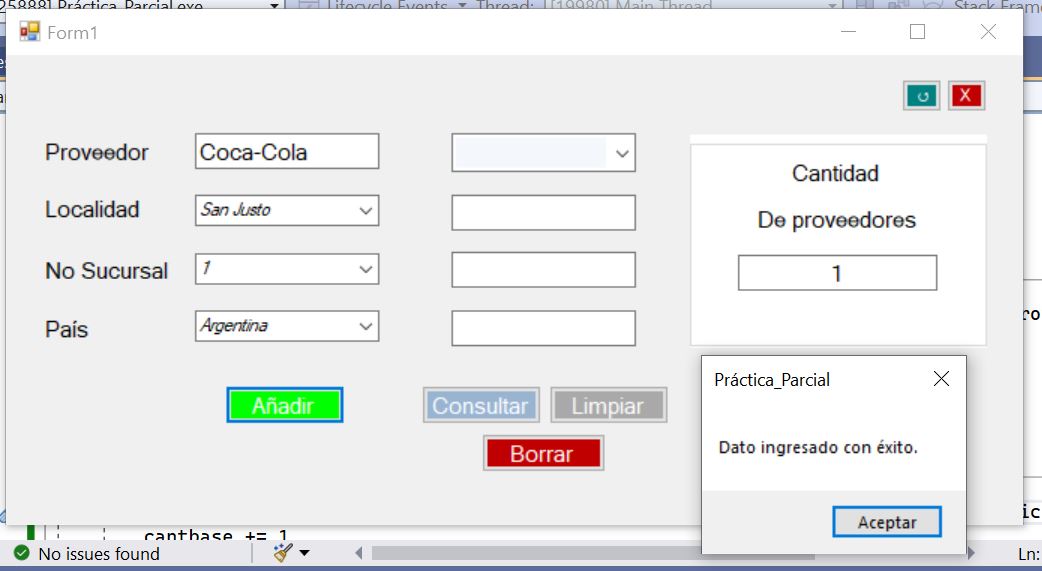 25888] Práctica_Parcial.exe Lifecycle Events Thread: [19980] Main Thread Stack Frame
Form1
X
Proveedor Coca-Cola
Localidad San Justo
No Sucursal 1
País Argentina
Cantidad
De proveedores
1
Añadir Consultar Limpiar
Borrar
Práctica_Parcial
Dato ingresado con éxito.
Aceptar
cantbase += 1
No issues found
Ln: